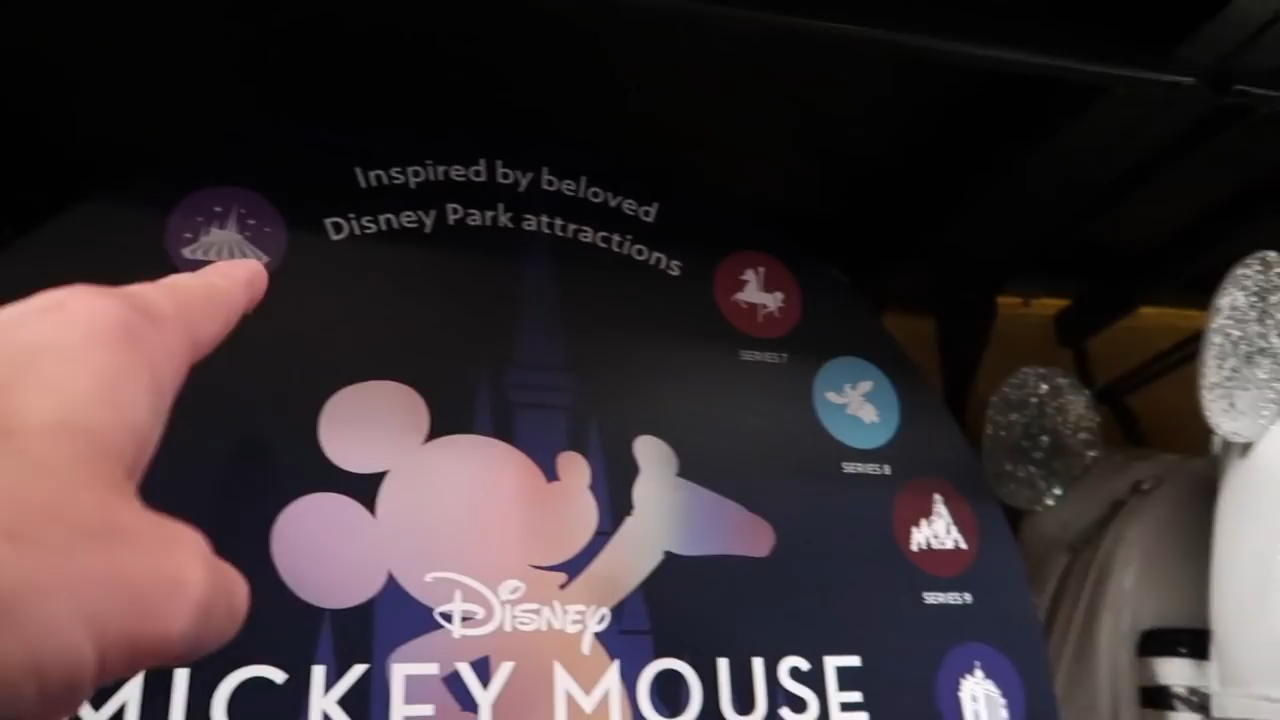 Inspired by beloved
Disney Park attractions
SERIES 7
SERIES 8
SERIES 9
Disney
MICKEY MOUSE